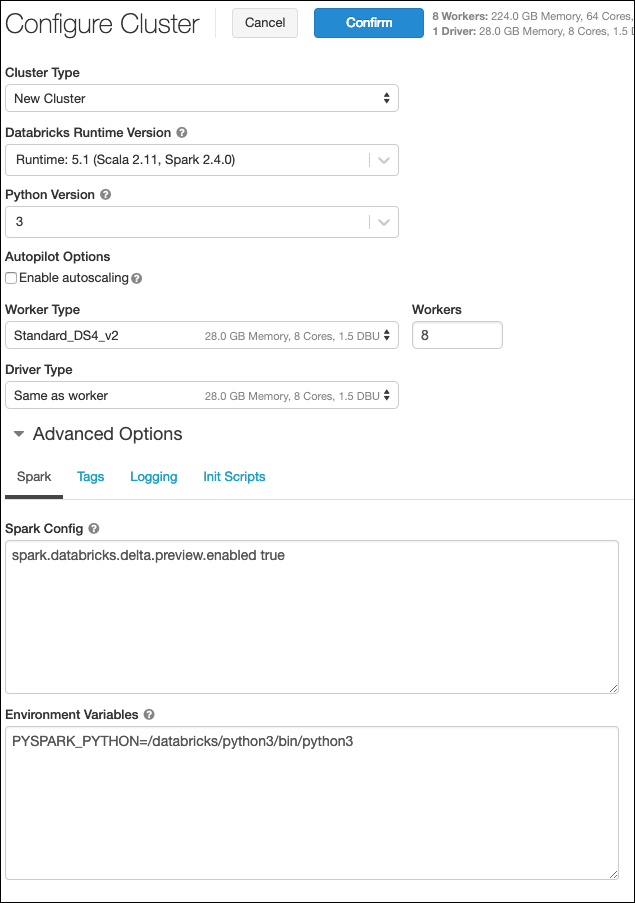 Configure Cluster
Cancel
Confirm
8 Workers: 224.0 GB Memory, 64 Cores,
1 Driver: 28.0 GB Memory, 8 Cores, 1.5
Cluster Type
New Cluster
Databricks Runtime Version ?
Runtime: 5.1 (Scala 2.11, Spark 2.4.0)
Python Version ?
3
Autopilot Options
Enable autoscaling ?
Worker Type
Workers
Standard_DS4_v2
28.0 GB Memory, 8 Cores, 1.5 DBU
8
Driver Type
Same as worker
28.0 GB Memory, 8 Cores, 1.5 DBU
Advanced Options
Spark
Tags
Logging
Init Scripts
Spark Config ?
spark.databricks.delta.preview.enabled true
Environment Variables ?
PYSPARK_PYTHON=/databricks/python3/bin/python3